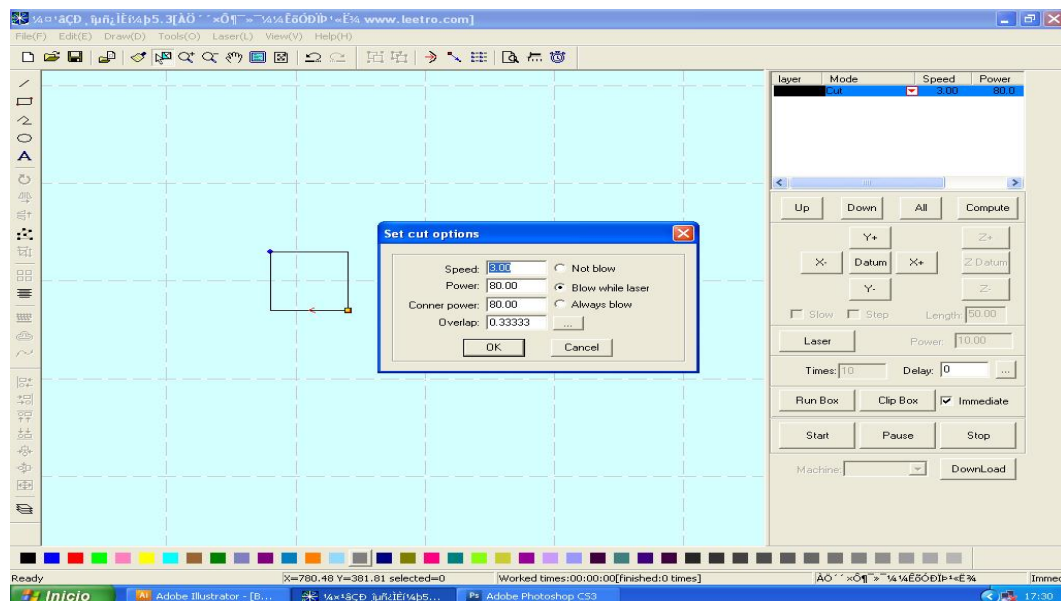 www.leetro.com]
File(F) Edit(E) Draw(D) Tools(O) Laser(L) View(V) Help(H)
layer Mode Speed Power
Cut 3.00 80.0
Up Down All Compute
Y+ Z+
X- Datum X+ Z Datum
Y- Z-
Slow Step Length: 50.00
Laser Power: 10.00
Times: 10 Delay: 0 ...
Run Box Clip Box Immediate
Start Pause Stop
Machine: DownLoad
Set cut options
Speed: 3.00 Not blow
Power: 80.00 Blow while laser
Conner power: 80.00 Always blow
Overlap: 0.33333 ...
OK Cancel
Ready X=780.48 Y=381.81 selected=0 Worked times:00:00:00[finished:0 times] Immed
Inicio Adobe Illustrator - [B... Adobe Photoshop CS3 17:30